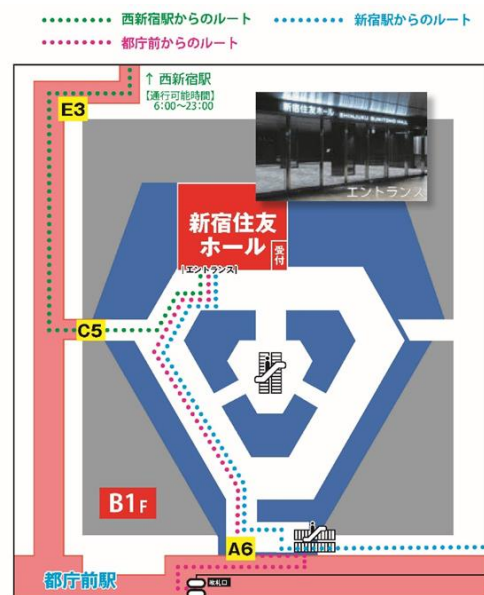 西新宿駅からのルート
新宿駅からのルート
都庁前からのルート
↑ 西新宿駅
【通行可能時間】
6:00〜23:00
E3
新宿住友ホール SHINJUKU SUMITOMO HALL
エントランス
新宿住友
ホール
受付
エントランス
C5
B1F
A6
都庁前駅
改札口